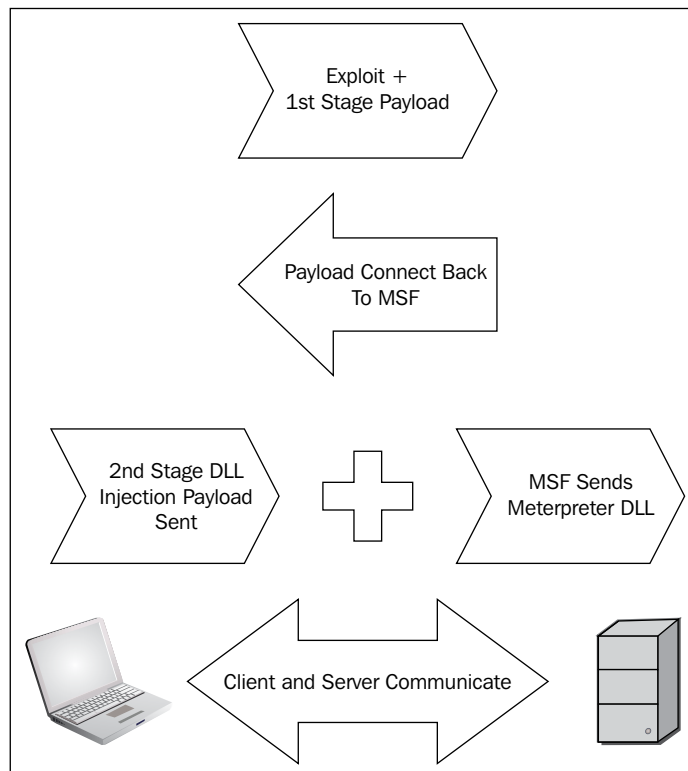 Exploit +
1st Stage Payload
Payload Connect Back
To MSF
2nd Stage DLL
Injection Payload
Sent
MSF Sends
Meterpreter DLL
Client and Server Communicate